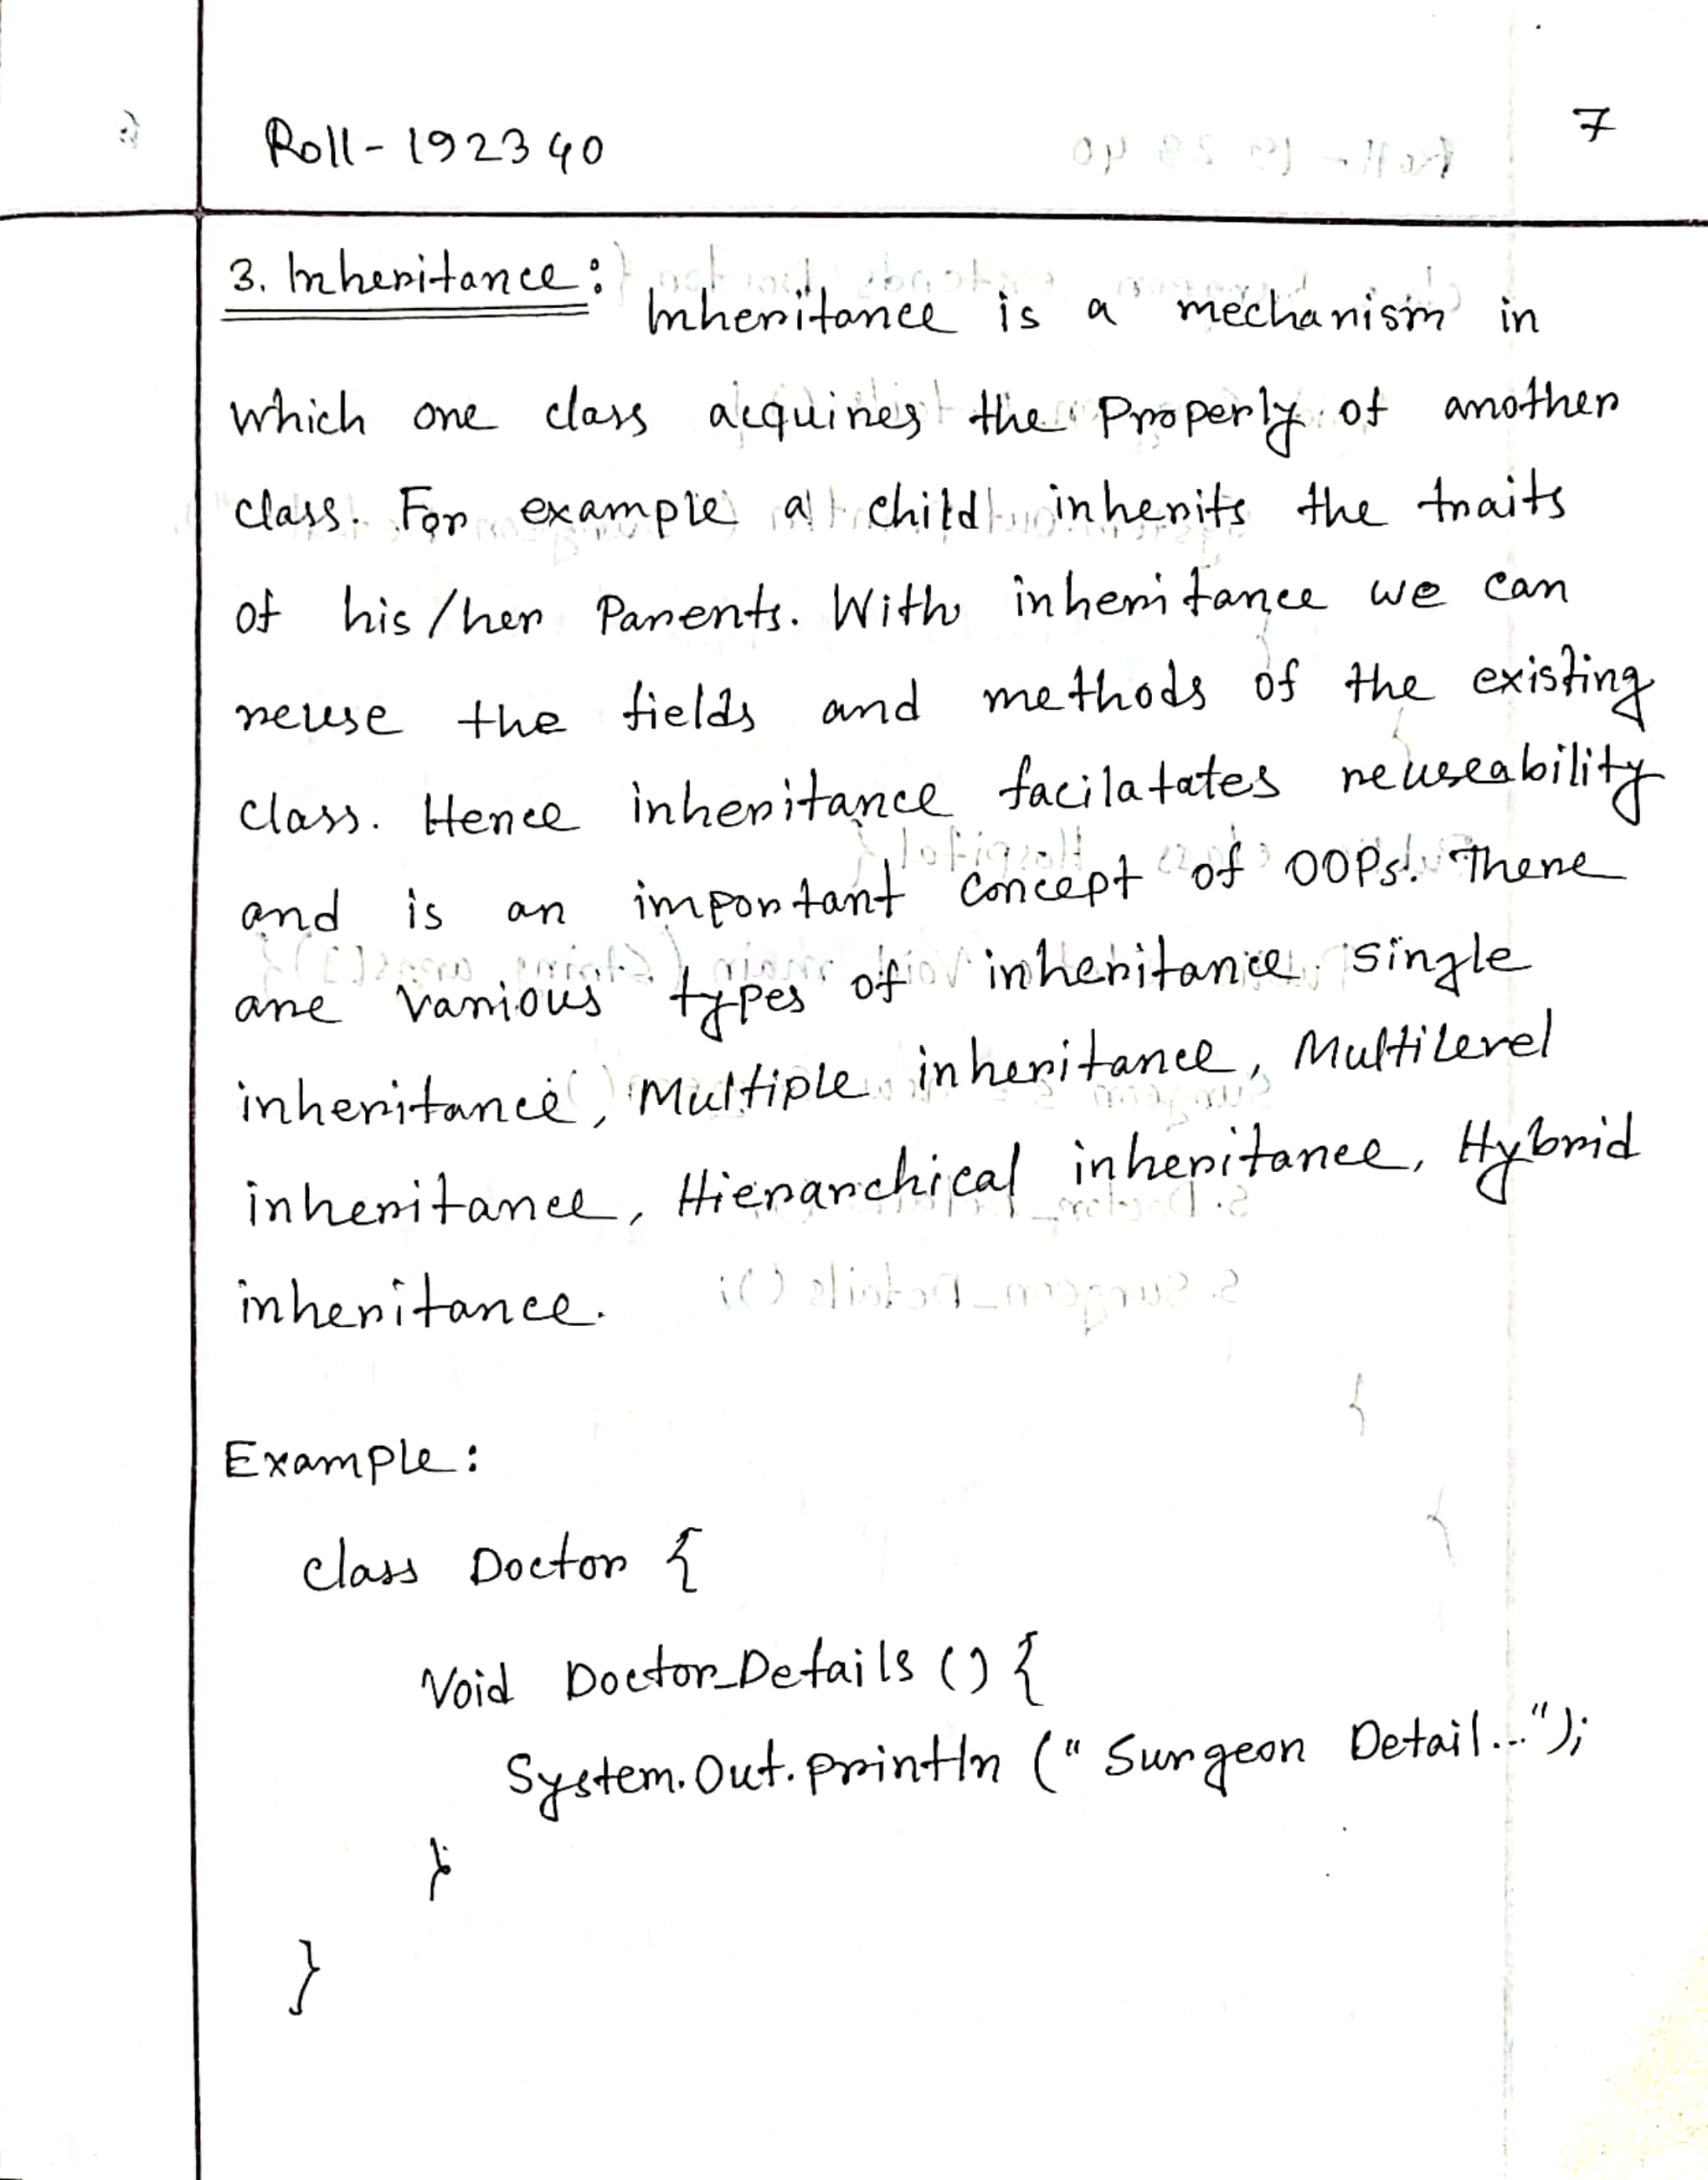 Roll-192340
7
3. Inheritance:
Inheritance is a mechanism in
which one class acquires the Property of another
class. For example a child inherits the traits
of his/her Parents. With inheritance we can
reuse the fields and methods of the existing
class. Hence inheritance facilatates reuseability
and is an important concept of OOPs. There
are various types of inheritance. single
inheritance, Multiple inheritance, Multilevel
inheritance, Hierarchical inheritance, Hybrid
inheritance.
Example:
class Doctor {
Void Doctor_Details () {
System.Out.println (" Surgeon Detail...");
}
}